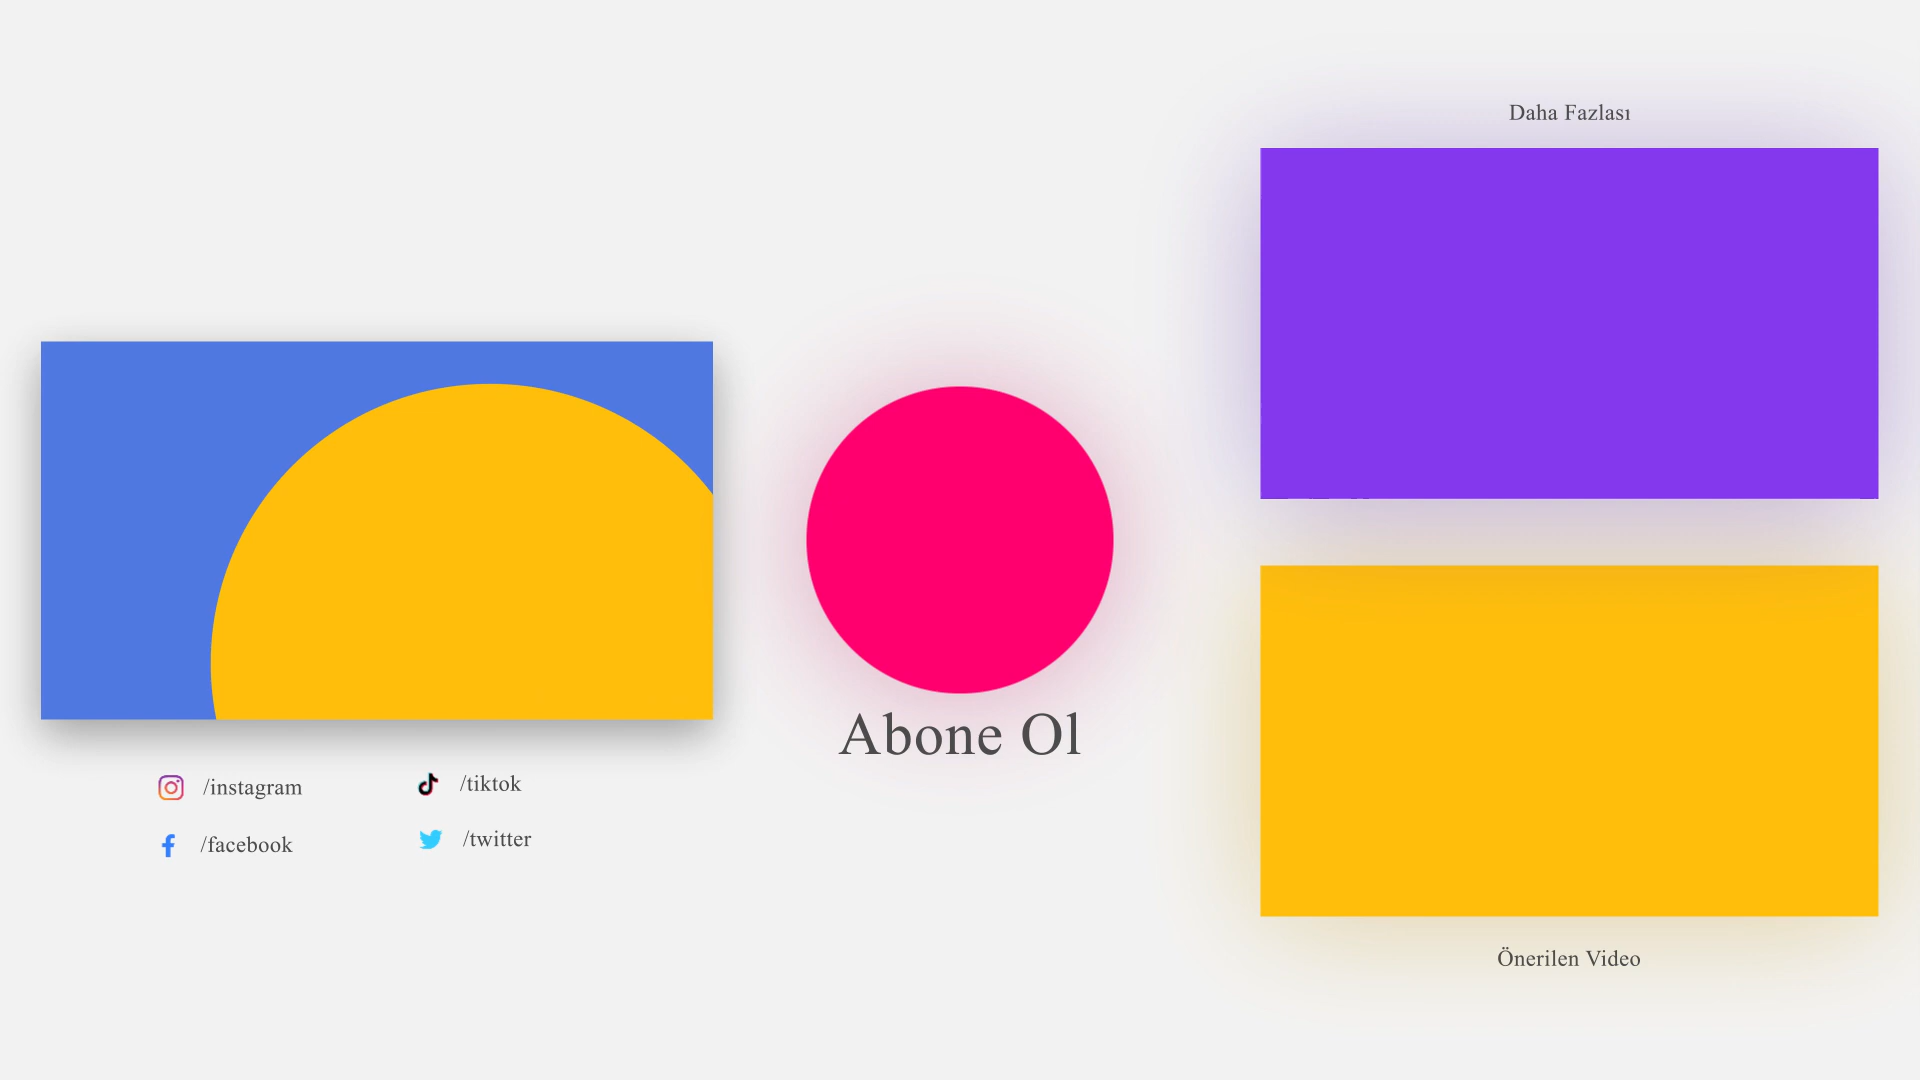 Daha Fazlası
Abone Ol
/instagram
/tiktok
/facebook
/twitter
Önerilen Video